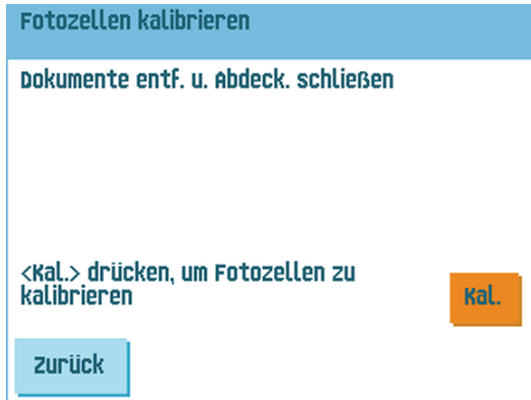 Fotozellen kalibrieren
Dokumente entf. u. Abdeck. schließen
<Kal.> drücken, um Fotozellen zu
kalibrieren
Kal.
Zurück